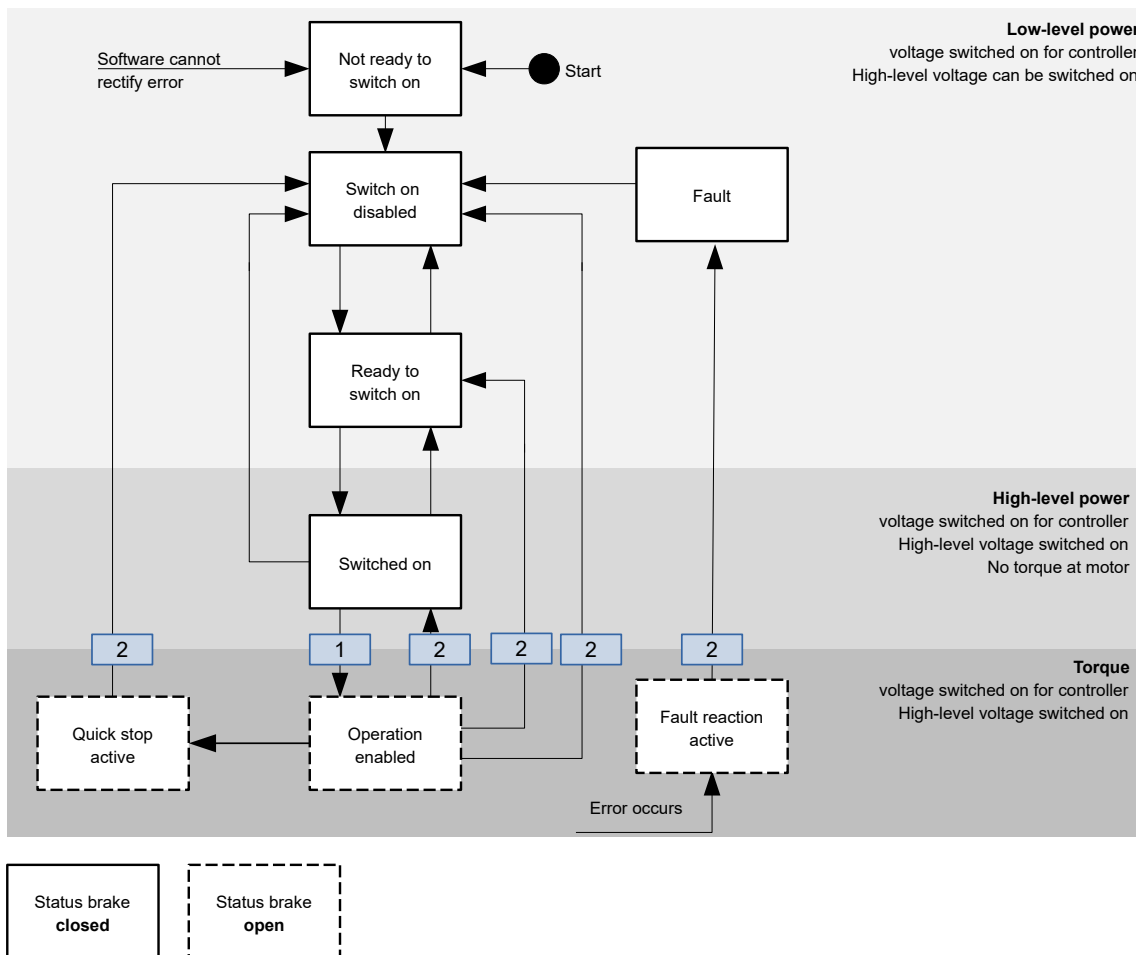 Low-level power
voltage switched on for controller
High-level voltage can be switched on
Software cannot
rectify error
Not ready to
switch on
Start
Switch on
disabled
Fault
Ready to
switch on
High-level power
voltage switched on for controller
High-level voltage switched on
No torque at motor
Switched on
2
1
2
2
2
2
Torque
voltage switched on for controller
High-level voltage switched on
Quick stop
active
Operation
enabled
Fault reaction
active
Error occurs
Status brake
closed
Status brake
open